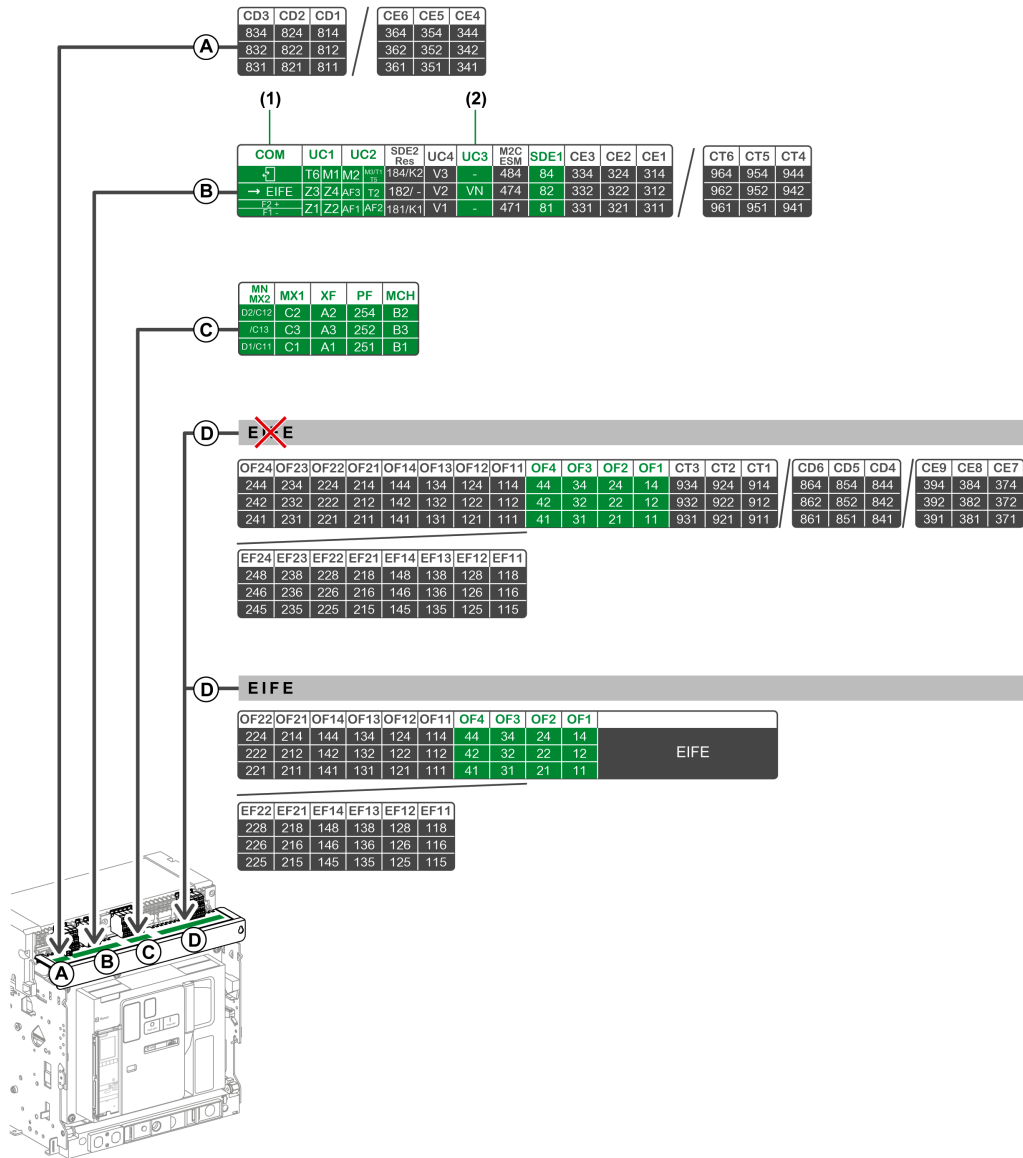 CD3 CD2 CD1 CE6 CE5 CE4
834 824 814 364 354 344
A 832 822 812 362 352 342
831 821 811 361 351 341
(1) (2)
COM UC1 UC2 SDE2 Res UC4 UC3 M2C ESM SDE1 CE3 CE2 CE1 CT6 CT5 CT4
T6 M1 M2 M3/T1 T5 184/K2 V3 - 484 84 334 324 314 964 954 944
B → EIFE Z3 Z4 AF3 T2 182/ - V2 VN 474 82 332 322 312 962 952 942
F2 + F1 - Z1 Z2 AF1 AF2 181/K1 V1 - 471 81 331 321 311 961 951 941
MN MX2 MX1 XF PF MCH
D2/C12 C2 A2 254 B2
C /C13 C3 A3 252 B3
D1/C11 C1 A1 251 B1
D EIFE
OF24 OF23 OF22 OF21 OF14 OF13 OF12 OF11 OF4 OF3 OF2 OF1 CT3 CT2 CT1 CD6 CD5 CD4 CE9 CE8 CE7
244 234 224 214 144 134 124 114 44 34 24 14 934 924 914 864 854 844 394 384 374
242 232 222 212 142 132 122 112 42 32 22 12 932 922 912 862 852 842 392 382 372
241 231 221 211 141 131 121 111 41 31 21 11 931 921 911 861 851 841 391 381 371
EF24 EF23 EF22 EF21 EF14 EF13 EF12 EF11
248 238 228 218 148 138 128 118
246 236 226 216 146 136 126 116
245 235 225 215 145 135 125 115
D EIFE
OF22 OF21 OF14 OF13 OF12 OF11 OF4 OF3 OF2 OF1
224 214 144 134 124 114 44 34 24 14
222 212 142 132 122 112 42 32 22 12 EIFE
221 211 141 131 121 111 41 31 21 11
EF22 EF21 EF14 EF13 EF12 EF11
228 218 148 138 128 118
226 216 146 136 126 116
225 215 145 135 125 115
A B C D